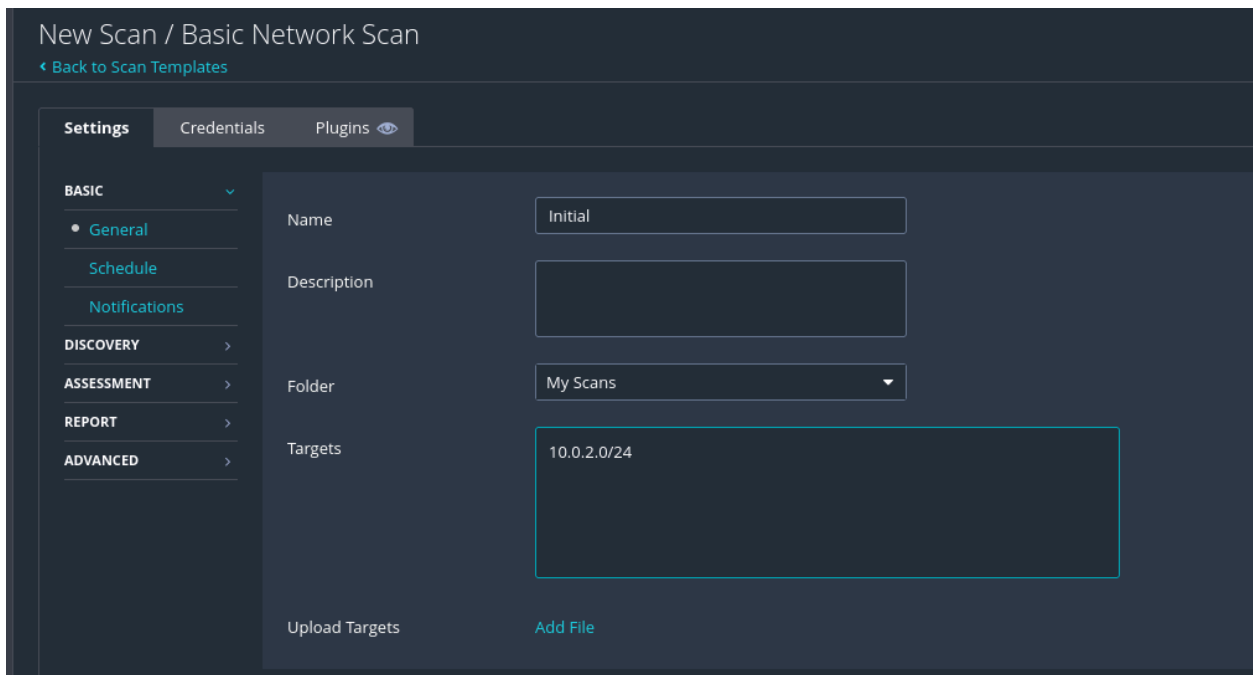 New Scan / Basic Network Scan
Back to Scan Templates
Settings Credentials Plugins
BASIC
General
Schedule
Notifications
DISCOVERY
ASSESSMENT
REPORT
ADVANCED
Name Initial
Description
Folder My Scans
Targets 10.0.2.0/24
Upload Targets Add File